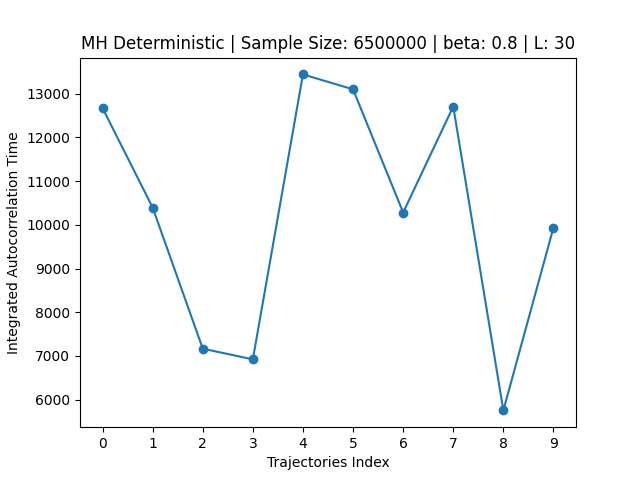 MH Deterministic | Sample Size: 6500000 | beta: 0.8 | L: 30
Integrated Autocorrelation Time
13000
12000
11000
10000
9000
8000
7000
6000
0 1 2 3 4 5 6 7 8 9
Trajectories Index